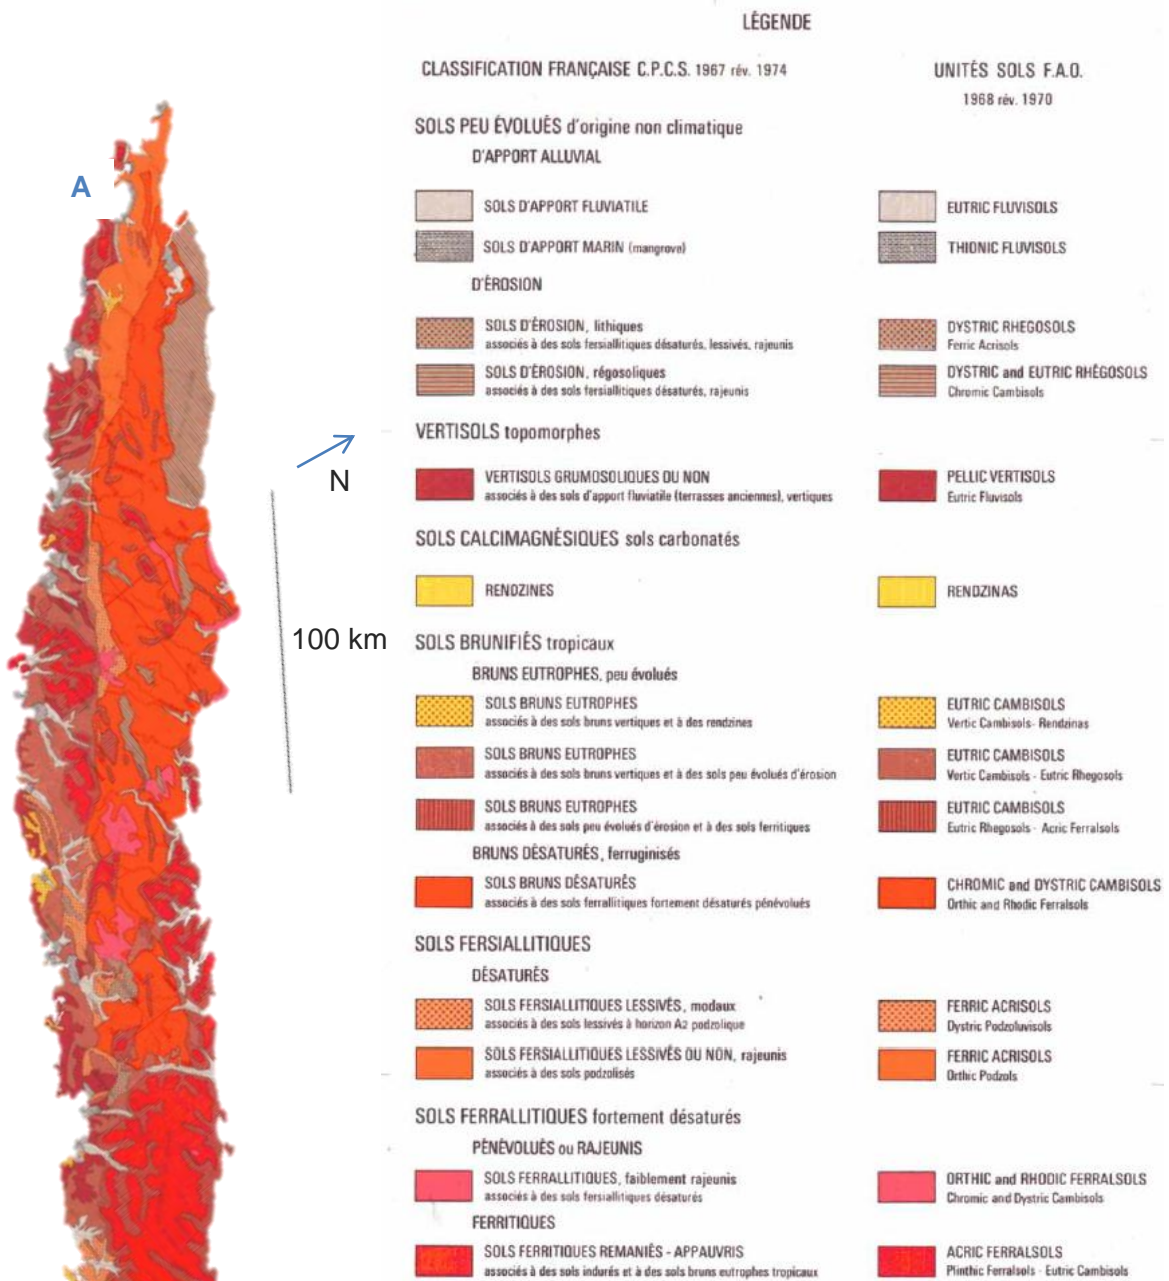 LÉGENDE
CLASSIFICATION FRANÇAISE C.P.C.S. 1967 rév. 1974
UNITÉS SOLS F.A.O.
1968 rév. 1970
SOLS PEU ÉVOLUÉS d'origine non climatique
D'APPORT ALLUVIAL
A
SOLS D'APPORT FLUVIATILE
EUTRIC FLUVISOLS
SOLS D'APPORT MARIN (mangrove)
THIONIC FLUVISOLS
D'ÉROSION
SOLS D'ÉROSION, lithiques
associés à des sols fersiallitiques désaturés, lessivés, rajeunis
DYSTRIC RHEGOSOLS
Ferric Acrisols
SOLS D'ÉROSION, régosoliques
associés à des sols fersiallitiques désaturés, rajeunis
DYSTRIC and EUTRIC RHÉGOSOLS
Chromic Cambisols
VERTISOLS topomorphes
N
VERTISOLS GRUMOSOLIQUES OU NON
associés à des sols d'apport fluviatile (terrasses anciennes), vertiques
PELLIC VERTISOLS
Eutric Fluvisols
SOLS CALCIMAGNÉSIQUES sols carbonatés
RENDZINES
RENDZINAS
100 km
SOLS BRUNIFIÉS tropicaux
BRUNS EUTROPHES, peu évolués
SOLS BRUNS EUTROPHES
associés à des sols bruns vertiques et à des rendzines
EUTRIC CAMBISOLS
Vertic Cambisols - Rendzinas
SOLS BRUNS EUTROPHES
associés à des sols bruns vertiques et à des sols peu évolués d'érosion
EUTRIC CAMBISOLS
Vertic Cambisols - Eutric Rhegosols
SOLS BRUNS EUTROPHES
associés à des sols peu évolués d'érosion et à des sols ferritiques
EUTRIC CAMBISOLS
Eutric Rhegosols - Acric Ferralsols
BRUNS DÉSATURÉS, ferruginisés
SOLS BRUNS DÉSATURÉS
associés à des sols ferrallitiques fortement désaturés pénévolués
CHROMIC and DYSTRIC CAMBISOLS
Orthic and Rhodic Ferralsols
SOLS FERSIALLITIQUES
DÉSATURÉS
SOLS FERSIALLITIQUES LESSIVÉS, modaux
associés à des sols lessivés à horizon A2 podzolique
FERRIC ACRISOLS
Dystric Podzoluvisols
SOLS FERSIALLITIQUES LESSIVÉS OU NON, rajeunis
associés à des sols podzolisés
FERRIC ACRISOLS
Orthic Podzols
SOLS FERRALLITIQUES fortement désaturés
PÉNÉVOLUÉS ou RAJEUNIS
SOLS FERRALLITIQUES, faiblement rajeunis
associés à des sols fersiallitiques désaturés
ORTHIC and RHODIC FERRALSOLS
Chromic and Dystric Cambisols
FERRITIQUES
SOLS FERRITIQUES REMANIÉS - APPAUVRIS
associés à des sols indurés et à des sols bruns eutrophes tropicaux
ACRIC FERRALSOLS
Plinthic Ferralsols - Eutric Cambisols